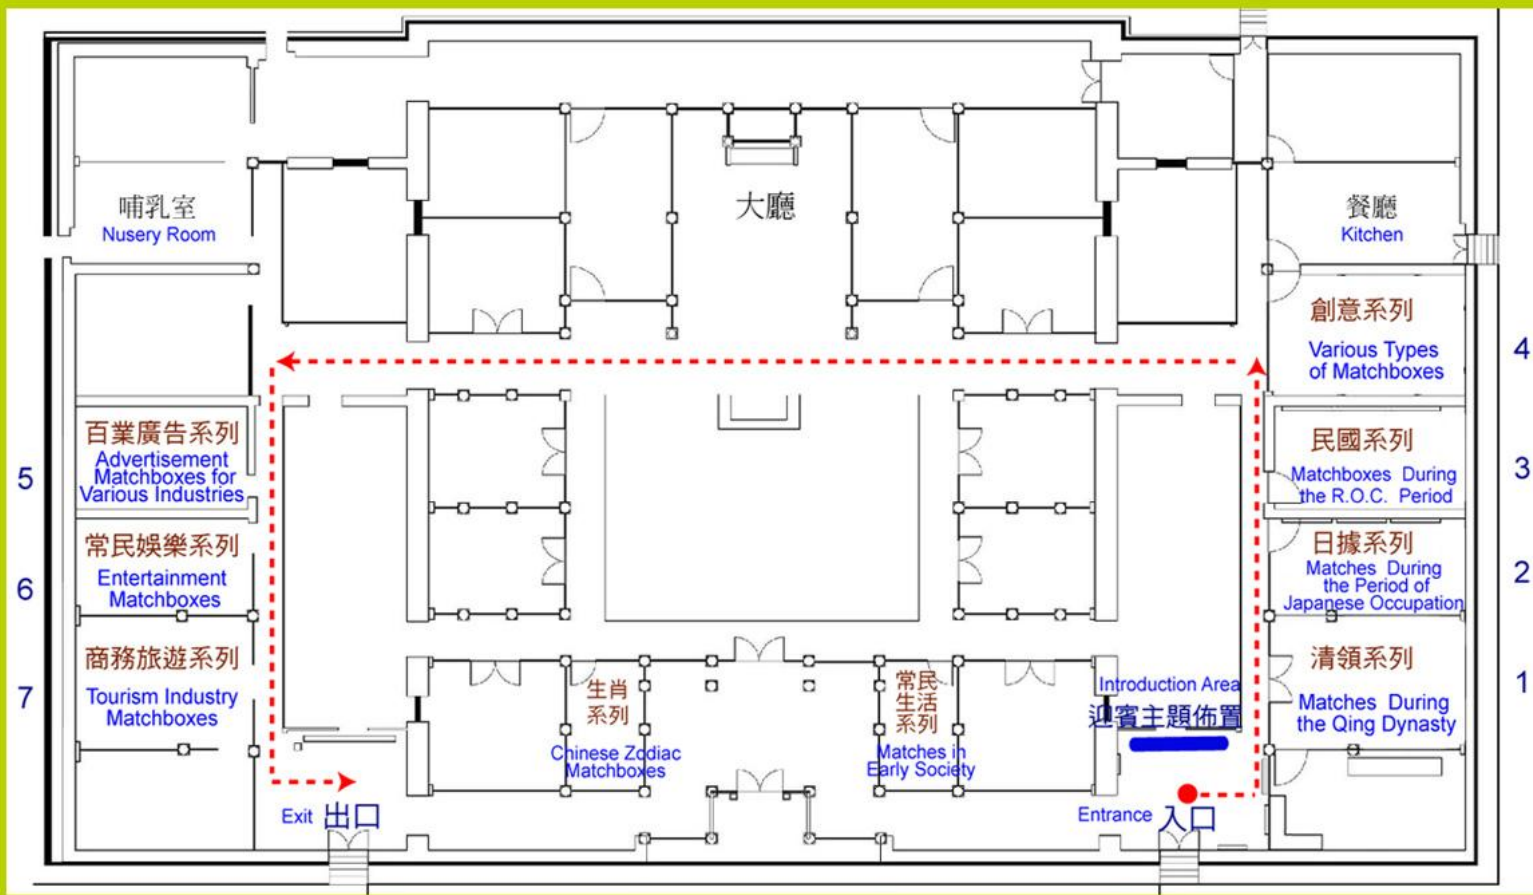 哺乳室
Nusery Room
大廳
餐廳
Kitchen
創意系列
Various Types
of Matchboxes
4
百業廣告系列
Advertisement
Matchboxes for
Various Industries
5
民國系列
Matchboxes During
the R.O.C. Period
3
常民娛樂系列
Entertainment
Matchboxes
6
日據系列
Matches During
the Period of
Japanese Occupation
2
商務旅遊系列
Tourism Industry
Matchboxes
7
生肖
系列
Chinese Zodiac
Matchboxes
常民
生活
系列
Matches in
Early Society
Introduction Area
迎賓主題佈置
清領系列
Matches During
the Qing Dynasty
1
Exit 出口
Entrance 入口